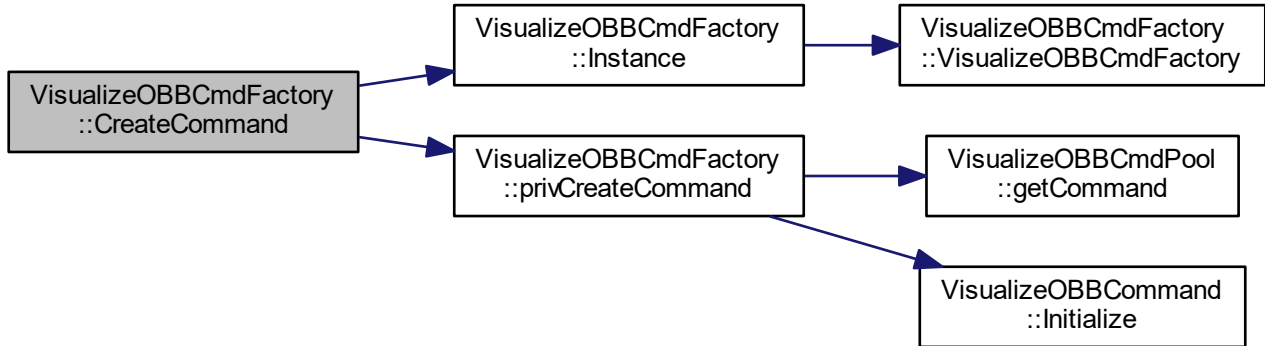 VisualizeOBBCmdFactory
::CreateCommand
VisualizeOBBCmdFactory
::Instance
VisualizeOBBCmdFactory
::VisualizeOBBCmdFactory
VisualizeOBBCmdFactory
::privCreateCommand
VisualizeOBBCmdPool
::getCommand
VisualizeOBBCommand
::Initialize